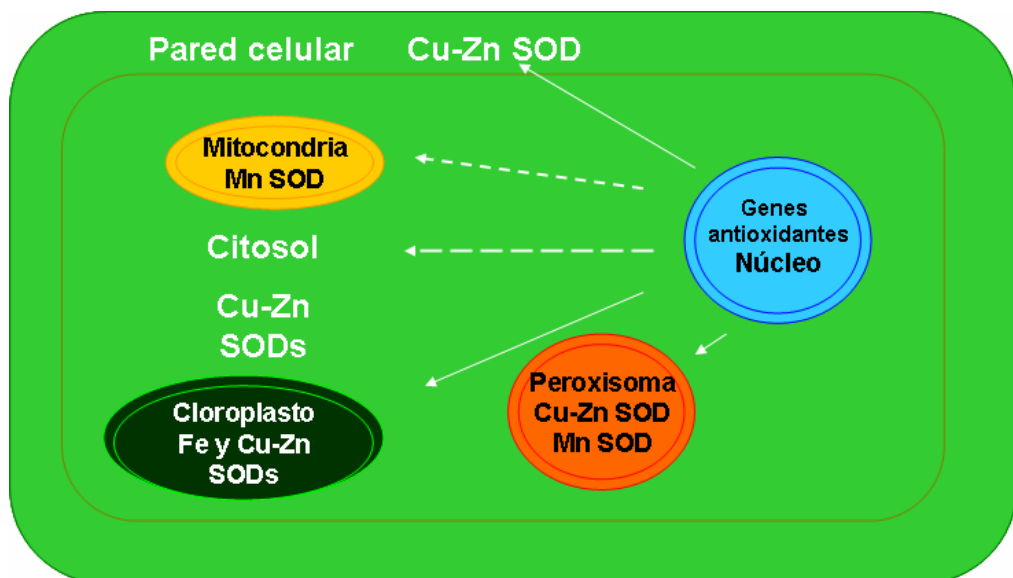 Pared celular Cu-Zn SOD
Mitocondria
Mn SOD
Genes
antioxidantes
Núcleo
Citosol
Cu-Zn
SODs
Peroxisoma
Cu-Zn SOD
Mn SOD
Cloroplasto
Fe y Cu-Zn
SODs